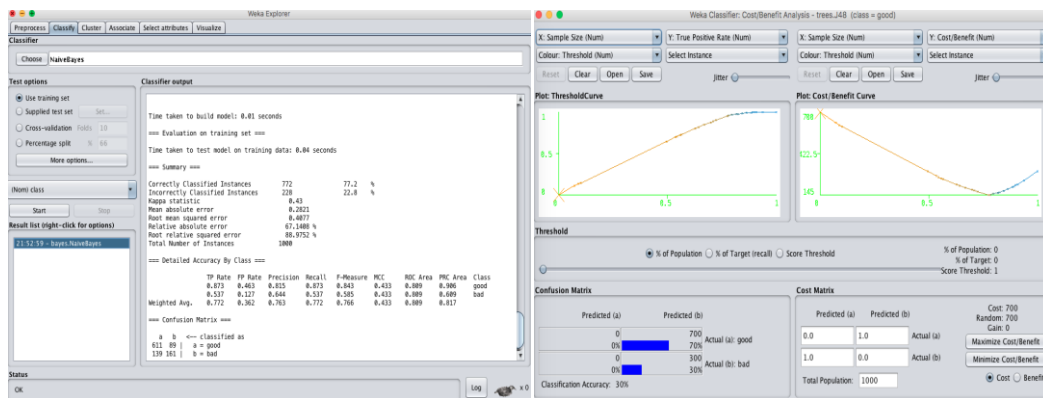 Weka Explorer
Preprocess Classify Cluster Associate Select attributes Visualize
Classifier
Choose NaiveBayes
Test options
Use training set
Supplied test set Set...
Cross-validation Folds 10
Percentage split % 66
More options...
(Nom) class
Start Stop
Result list (right-click for options)
21:52:59 - bayes.NaiveBayes
Classifier output
Time taken to build model: 0.01 seconds
=== Evaluation on training set ===
Time taken to test model on training data: 0.04 seconds
=== Summary ===
Correctly Classified Instances 772 77.2 %
Incorrectly Classified Instances 228 22.8 %
Kappa statistic 0.43
Mean absolute error 0.2821
Root mean squared error 0.4077
Relative absolute error 67.1408 %
Root relative squared error 88.9752 %
Total Number of Instances 1000
=== Detailed Accuracy By Class ===
TP Rate FP Rate Precision Recall F-Measure MCC ROC Area PRC Area Class
0.873 0.463 0.815 0.873 0.843 0.433 0.809 0.906 good
0.537 0.127 0.644 0.537 0.585 0.433 0.809 0.609 bad
Weighted Avg. 0.772 0.362 0.763 0.772 0.766 0.433 0.809 0.817
=== Confusion Matrix ===
a b <-- classified as
611 89 | a = good
139 161 | b = bad
Status
OK
Log
x 0
Weka Classifier: Cost/Benefit Analysis - trees.J48 (class = good)
X: Sample Size (Num) Y: True Positive Rate (Num)
Colour: Threshold (Num) Select Instance
Reset Clear Open Save Jitter
Plot: ThresholdCurve
1
0.5
0
0 0.5 1
X: Sample Size (Num) Y: Cost/Benefit (Num)
Colour: Threshold (Num) Select Instance
Reset Clear Open Save Jitter
Plot: Cost/Benefit Curve
700
422.5
145
0 0.5 1
Threshold
% of Population % of Target (recall) Score Threshold
% of Population: 0
% of Target: 0
Score Threshold: 1
Confusion Matrix
Predicted (a) Predicted (b)
0 700
0% 70% Actual (a): good
0 300
0% 30% Actual (b): bad
Classification Accuracy: 30%
Cost Matrix
Predicted (a) Predicted (b)
0.0 1.0 Actual (a)
1.0 0.0 Actual (b)
Total Population: 1000
Cost: 700
Random: 700
Gain: 0
Maximize Cost/Benefit
Minimize Cost/Benefit
Cost Benefit